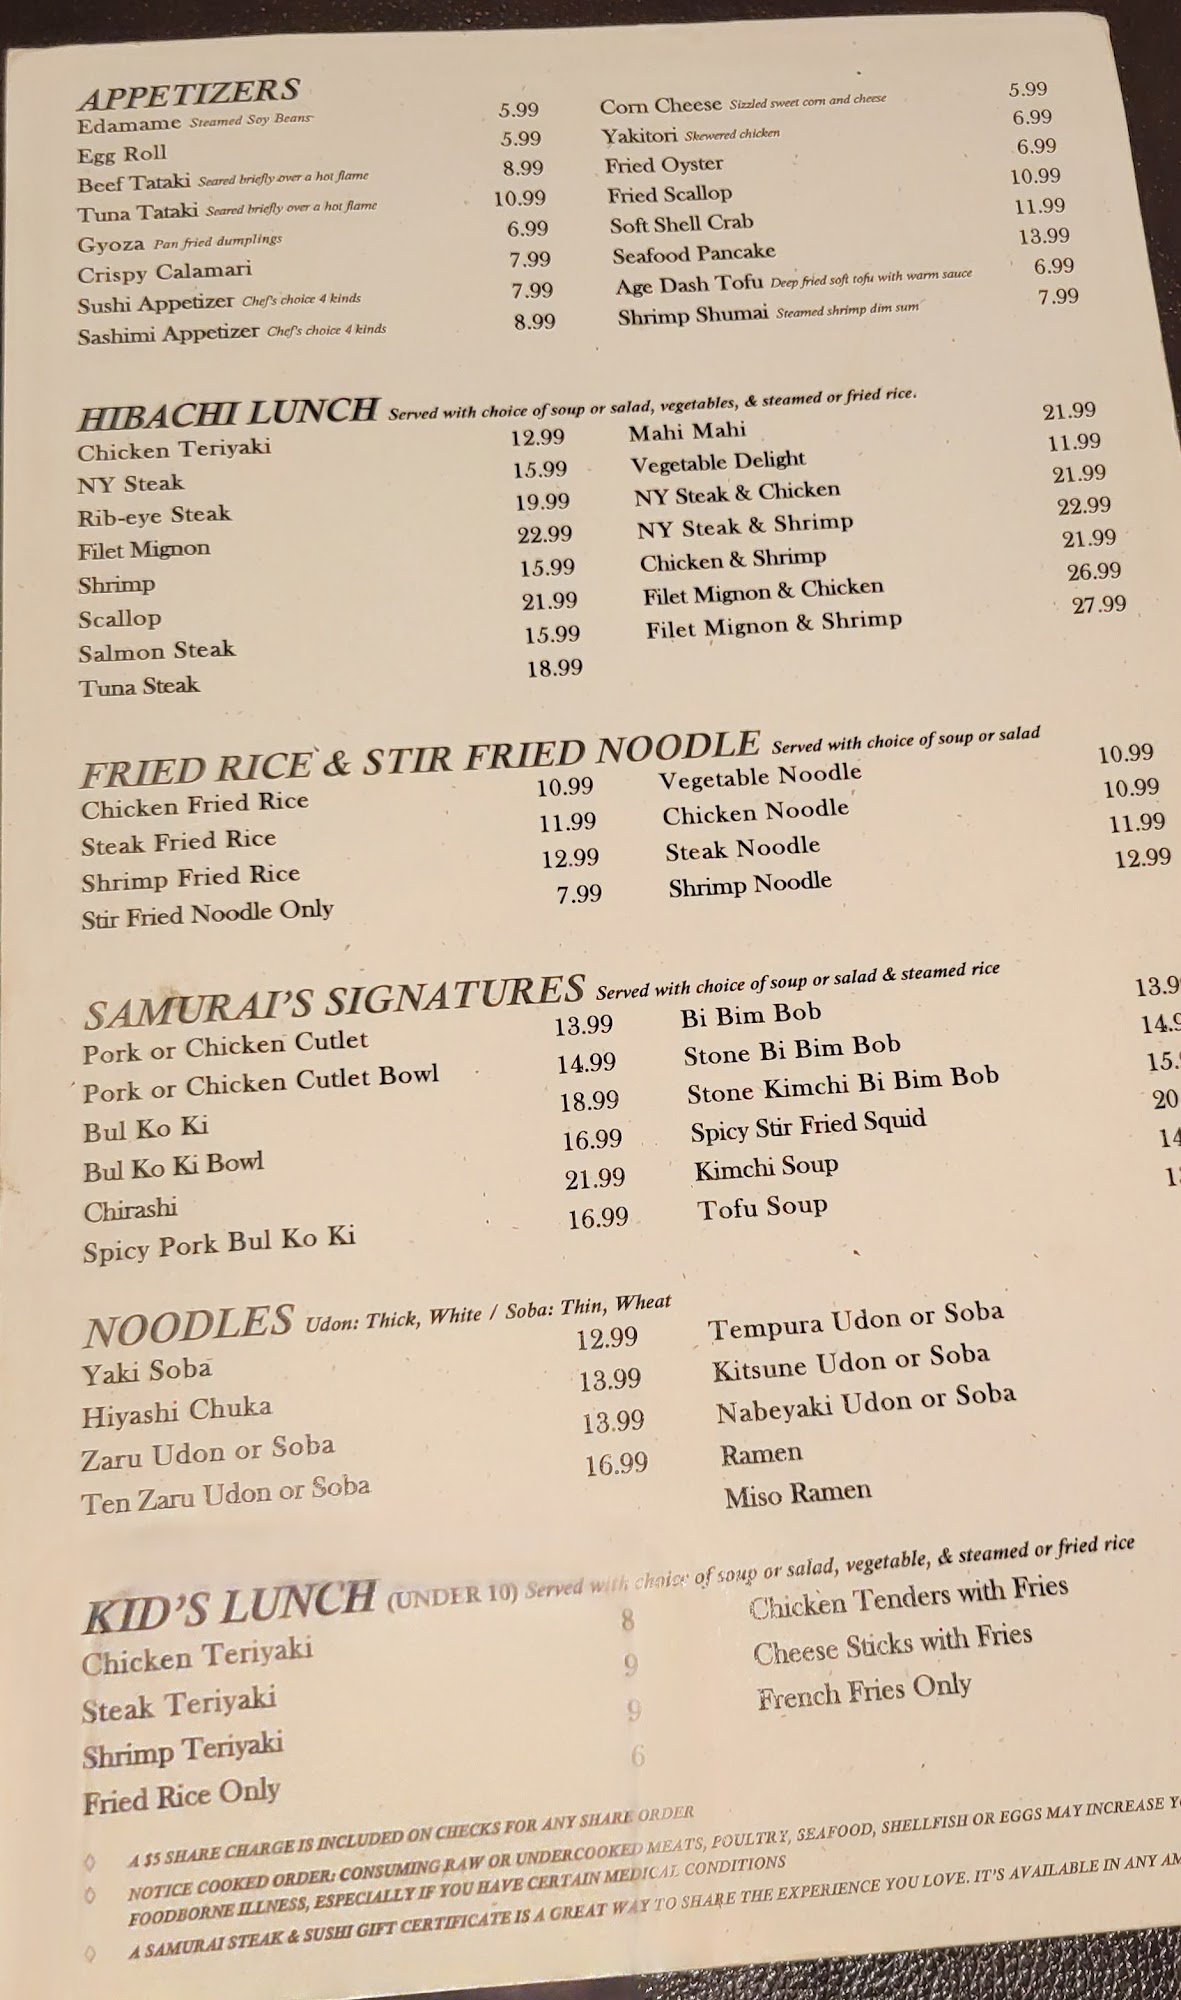 APPETIZERS
Edamame Steamed Soy Beans 5.99
Egg Roll 5.99
Beef Tataki Seared briefly over a hot flame 8.99
Tuna Tataki Seared briefly over a hot flame 10.99
Gyoza Pan fried dumplings 6.99
Crispy Calamari 7.99
Sushi Appetizer Chef's choice 4 kinds 7.99
Sashimi Appetizer Chef's choice 4 kinds 8.99
Corn Cheese Sizzled sweet corn and cheese 5.99
Yakitori Skewered chicken 6.99
Fried Oyster 6.99
Fried Scallop 10.99
Soft Shell Crab 11.99
Seafood Pancake 13.99
Age Dash Tofu Deep fried soft tofu with warm sauce 6.99
Shrimp Shumai Steamed shrimp dim sum 7.99
HIBACHI LUNCH Served with choice of soup or salad, vegetables, & steamed or fried rice.
Chicken Teriyaki 12.99
NY Steak 15.99
Rib-eye Steak 19.99
Filet Mignon 22.99
Shrimp 15.99
Scallop 21.99
Salmon Steak 15.99
Tuna Steak 18.99
Mahi Mahi 21.99
Vegetable Delight 11.99
NY Steak & Chicken 21.99
NY Steak & Shrimp 22.99
Chicken & Shrimp 21.99
Filet Mignon & Chicken 26.99
Filet Mignon & Shrimp 27.99
FRIED RICE & STIR FRIED NOODLE Served with choice of soup or salad
Chicken Fried Rice 10.99
Steak Fried Rice 11.99
Shrimp Fried Rice 12.99
Stir Fried Noodle Only 7.99
Vegetable Noodle 10.99
Chicken Noodle 10.99
Steak Noodle 11.99
Shrimp Noodle 12.99
SAMURAI'S SIGNATURES Served with choice of soup or salad & steamed rice
Pork or Chicken Cutlet 13.99
Pork or Chicken Cutlet Bowl 14.99
Bul Ko Ki 18.99
Bul Ko Ki Bowl 16.99
Chirashi 21.99
Spicy Pork Bul Ko Ki 16.99
Bi Bim Bob 13.9
Stone Bi Bim Bob 14.9
Stone Kimchi Bi Bim Bob 15.
Spicy Stir Fried Squid 20
Kimchi Soup 14
Tofu Soup
NOODLES Udon: Thick, White / Soba: Thin, Wheat
Yaki Soba 12.99
Hiyashi Chuka 13.99
Zaru Udon or Soba 13.99
Ten Zaru Udon or Soba 16.99
Tempura Udon or Soba
Kitsune Udon or Soba
Nabeyaki Udon or Soba
Ramen
Miso Ramen
KID'S LUNCH (UNDER 10) Served with choice of soup or salad, vegetable, & steamed or fried rice
Chicken Teriyaki 8
Steak Teriyaki 9
Shrimp Teriyaki 9
Fried Rice Only 6
Chicken Tenders with Fries
Cheese Sticks with Fries
French Fries Only
◊ A $5 SHARE CHARGE IS INCLUDED ON CHECKS FOR ANY SHARE ORDER
◊ NOTICE COOKED ORDER: CONSUMING RAW OR UNDERCOOKED MEATS, POULTRY, SEAFOOD, SHELLFISH OR EGGS MAY INCREASE
FOODBORNE ILLNESS, ESPECIALLY IF YOU HAVE CERTAIN MEDICAL CONDITIONS
◊ A SAMURAI STEAK & SUSHI GIFT CERTIFICATE IS A GREAT WAY TO SHARE THE EXPERIENCE YOU LOVE. IT'S AVAILABLE IN ANY